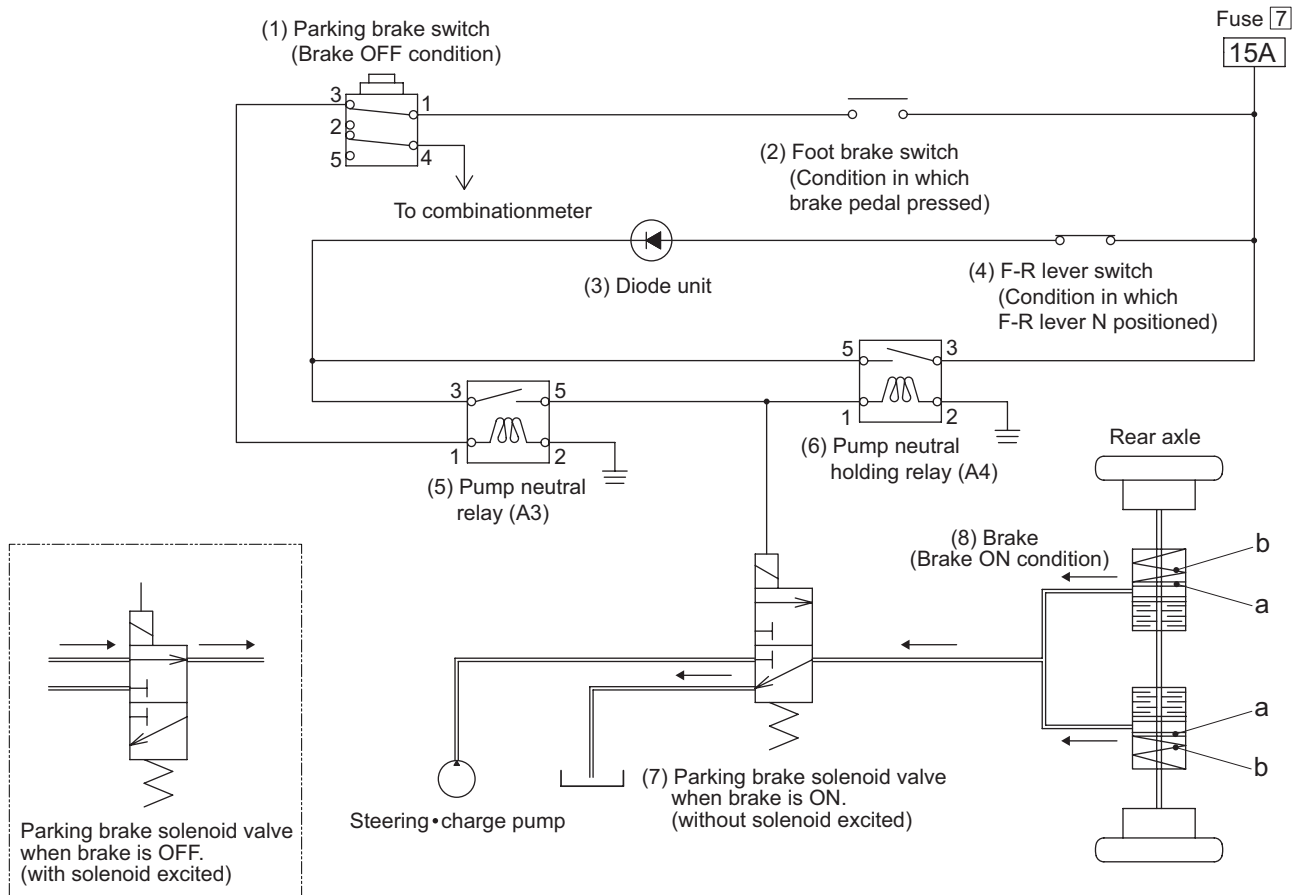 Fuse 7
15A
(1) Parking brake switch
(Brake OFF condition)
3
1
2
5
4
To combinationmeter
(2) Foot brake switch
(Condition in which
brake pedal pressed)
(3) Diode unit
(4) F-R lever switch
(Condition in which
F-R lever N positioned)
5
3
1
2
(6) Pump neutral
holding relay (A4)
3
5
1
2
(5) Pump neutral
relay (A3)
Rear axle
(8) Brake
(Brake ON condition)
b
a
a
b
(7) Parking brake solenoid valve
when brake is ON.
(without solenoid excited)
Steering•charge pump
Parking brake solenoid valve
when brake is OFF.
(with solenoid excited)